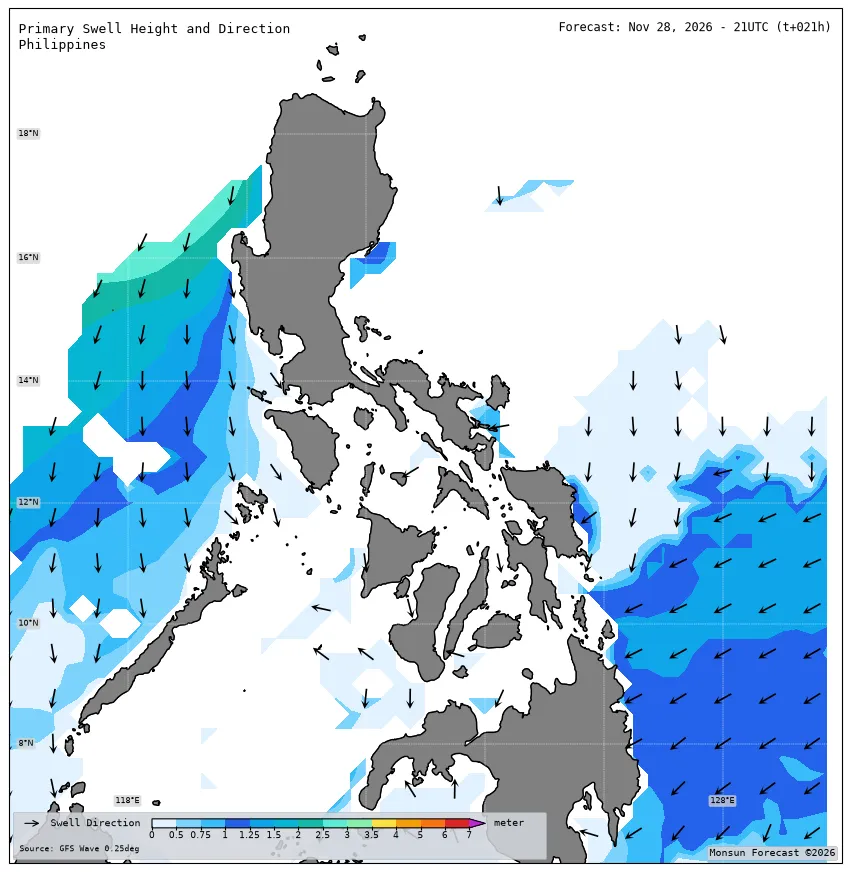 Primary Swell Height and Direction
Philippines
Forecast: Nov 28, 2026 - 21UTC (t+021h)
18°N
16°N
14°N
12°N
10°N
8°N
118°E
128°E
Swell Direction
0 0.5 0.75 1 1.25 1.5 2 2.5 3 3.5 4 5 6 7
meter
Source: GFS Wave 0.25deg
Monsun Forecast ©2026